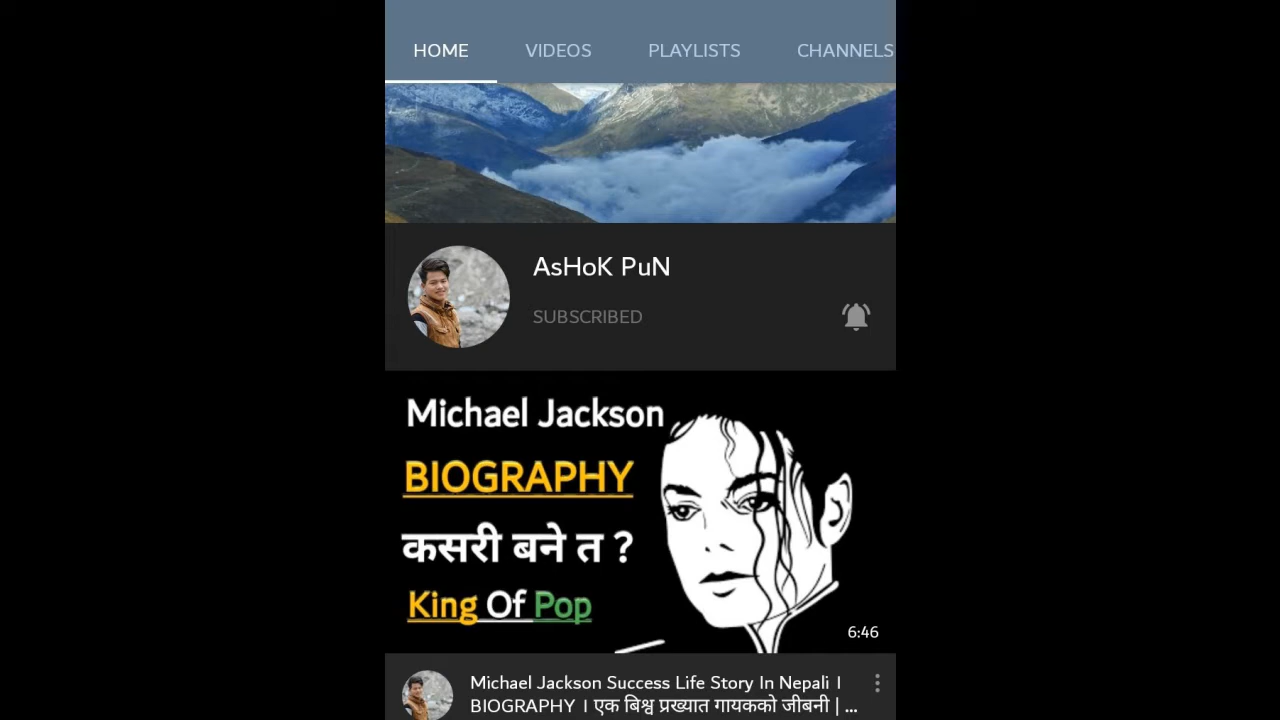 HOME VIDEOS PLAYLISTS CHANNELS
AsHoK PuN
SUBSCRIBED
Michael Jackson
BIOGRAPHY
कसरी बने त ?
King Of Pop
6:46
Michael Jackson Success Life Story In Nepali ।
BIOGRAPHY । एक बिश्व प्रख्यात गायकको जीबनी | ...